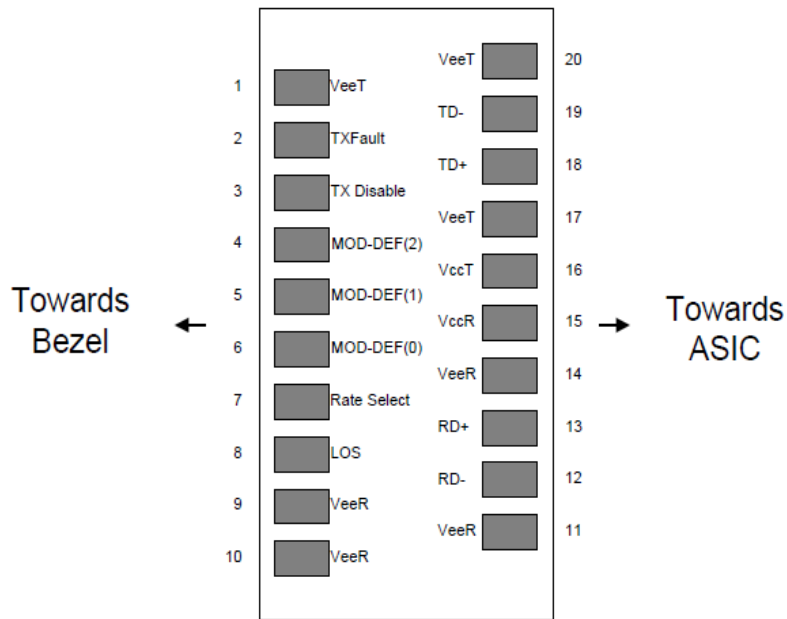 VeeT 20
1 VeeT
TD- 19
2 TXFault
TD+ 18
3 TX Disable
VeeT 17
4 MOD-DEF(2)
VccT 16
5 MOD-DEF(1)
VccR 15
6 MOD-DEF(0)
Towards
Bezel
Towards
ASIC
VeeR 14
7 Rate Select
RD+ 13
8 LOS
RD- 12
9 VeeR
VeeR 11
10 VeeR